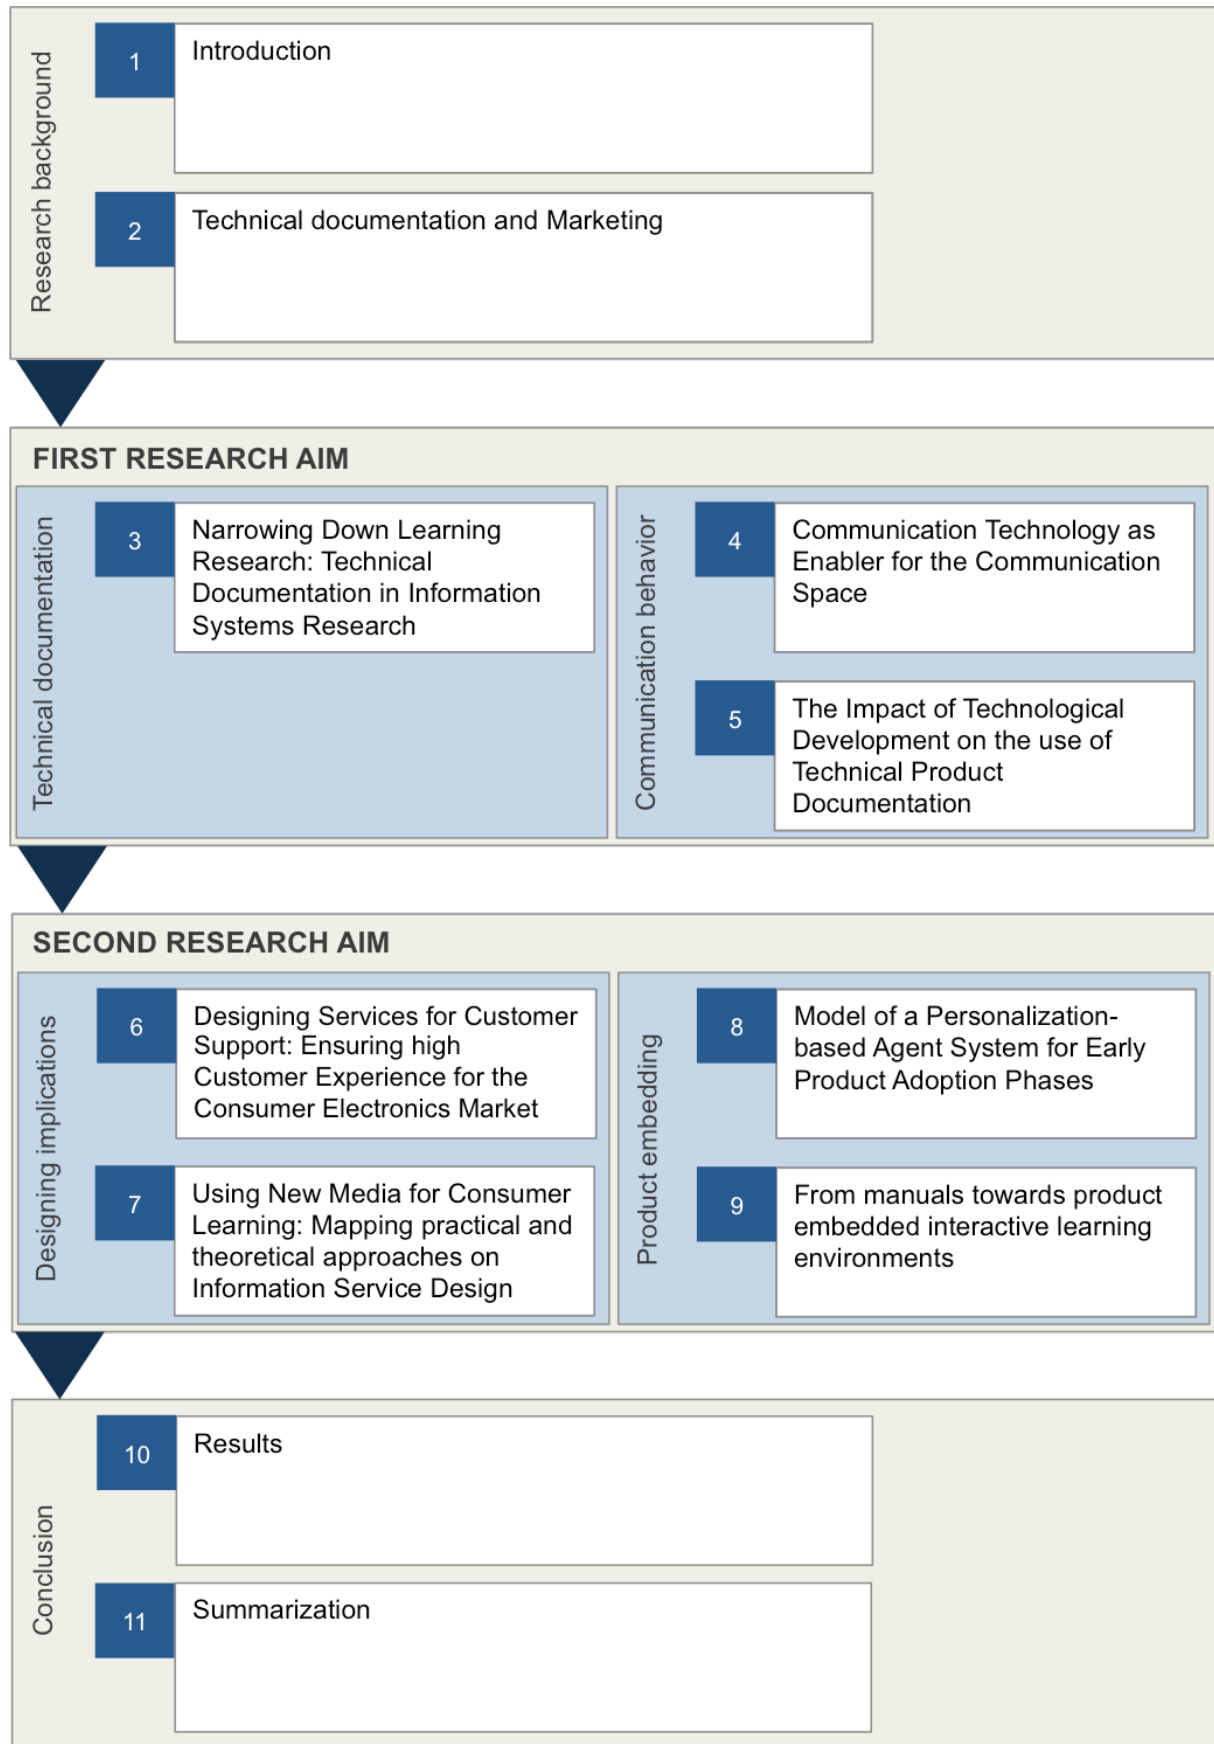 Research background
1
Introduction
2
Technical documentation and Marketing
FIRST RESEARCH AIM
Technical documentation
3
Narrowing Down Learning
Research: Technical
Documentation in Information
Systems Research
Communication behavior
4
Communication Technology as
Enabler for the Communication
Space
5
The Impact of Technological
Development on the use of
Technical Product
Documentation
SECOND RESEARCH AIM
Designing implications
6
Designing Services for Customer
Support: Ensuring high
Customer Experience for the
Consumer Electronics Market
7
Using New Media for Consumer
Learning: Mapping practical and
theoretical approaches on
Information Service Design
Product embedding
8
Model of a Personalization-
based Agent System for Early
Product Adoption Phases
9
From manuals towards product
embedded interactive learning
environments
Conclusion
10
Results
11
Summarization